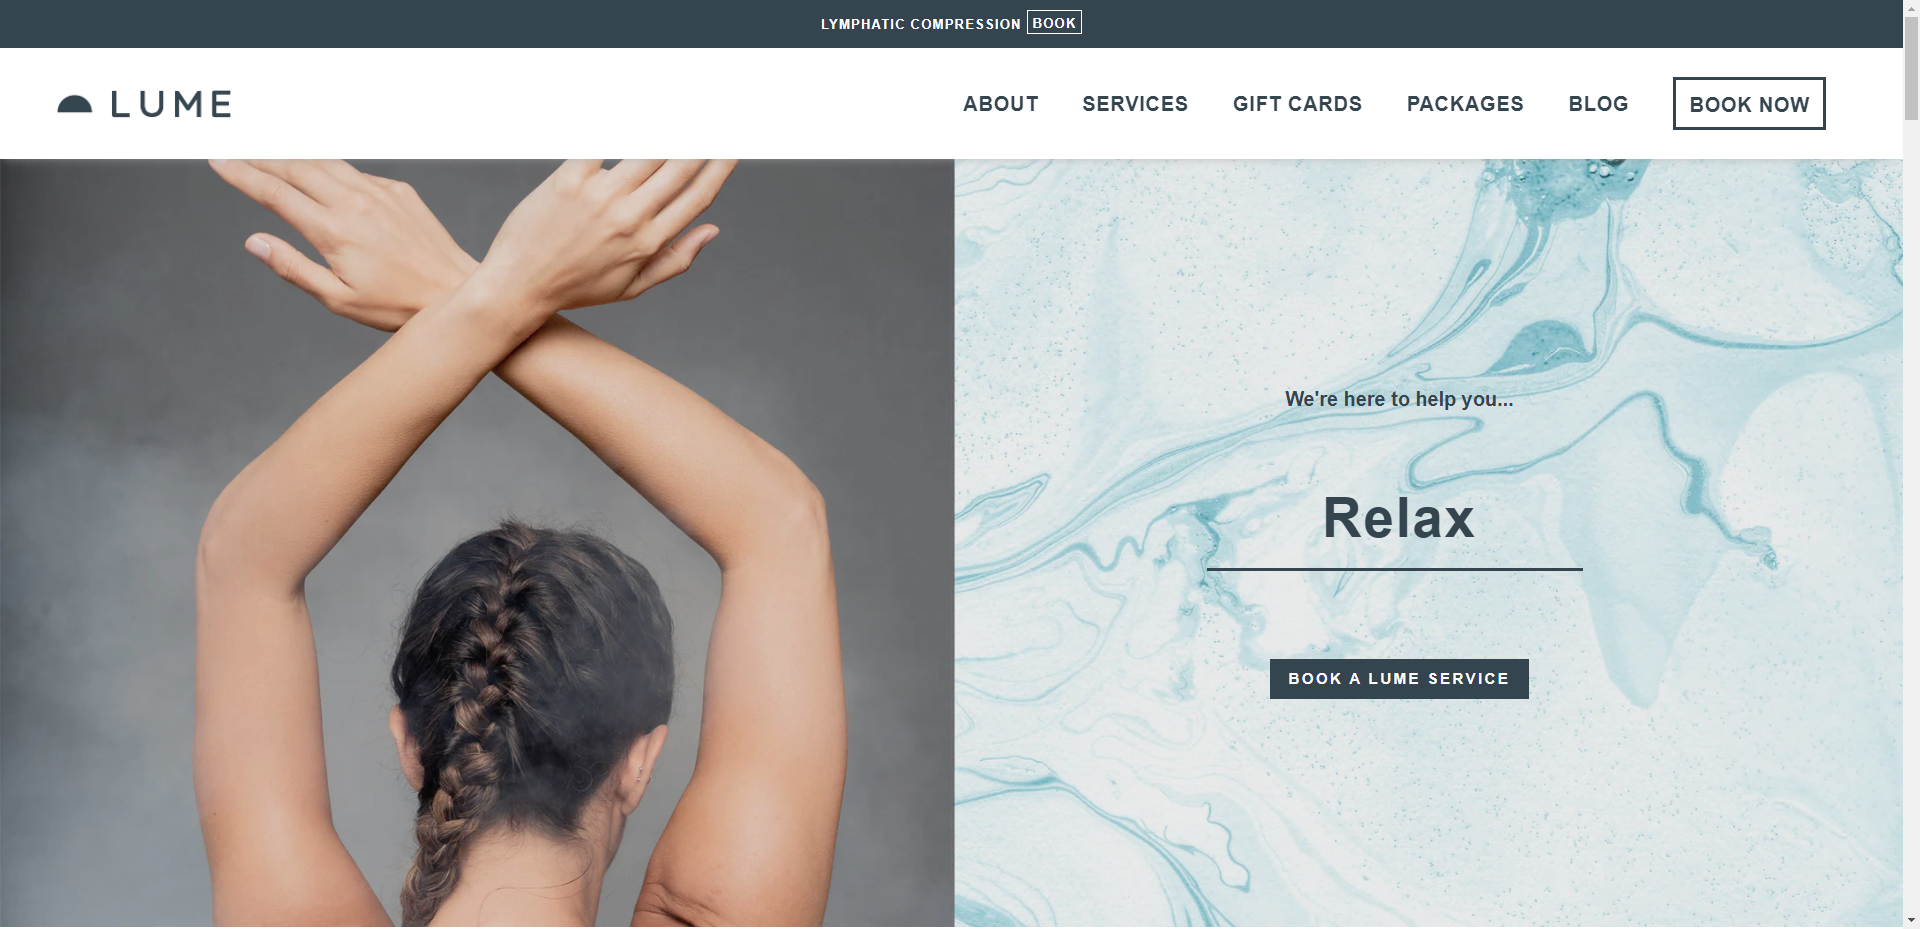 LYMPHATIC COMPRESSION BOOK
LUME
ABOUT SERVICES GIFT CARDS PACKAGES BLOG BOOK NOW
We're here to help you...
Relax
BOOK A LUME SERVICE